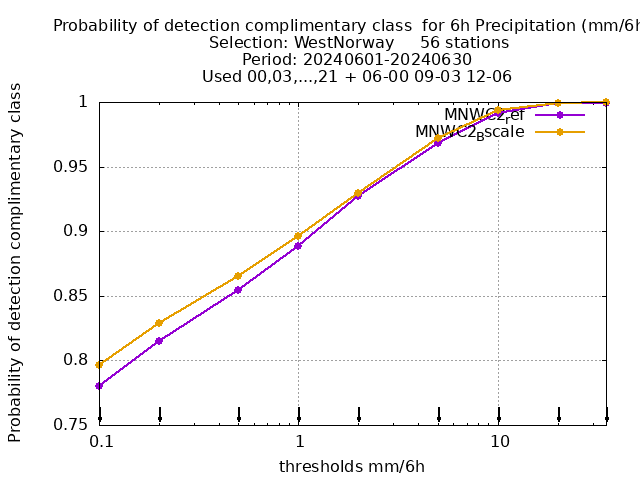 Probability of detection complimentary class  for 6h Precipitation (mm/6h
Selection: WestNorway     56 stations
Period: 20240601-20240630
Used 00,03,...,21 + 06-00 09-03 12-06
Probability of detection complimentary class
1
0.95
0.9
0.85
0.8
0.75
MNWC2_ref
MNWC2_Bscale
0.1
1
10
thresholds mm/6h